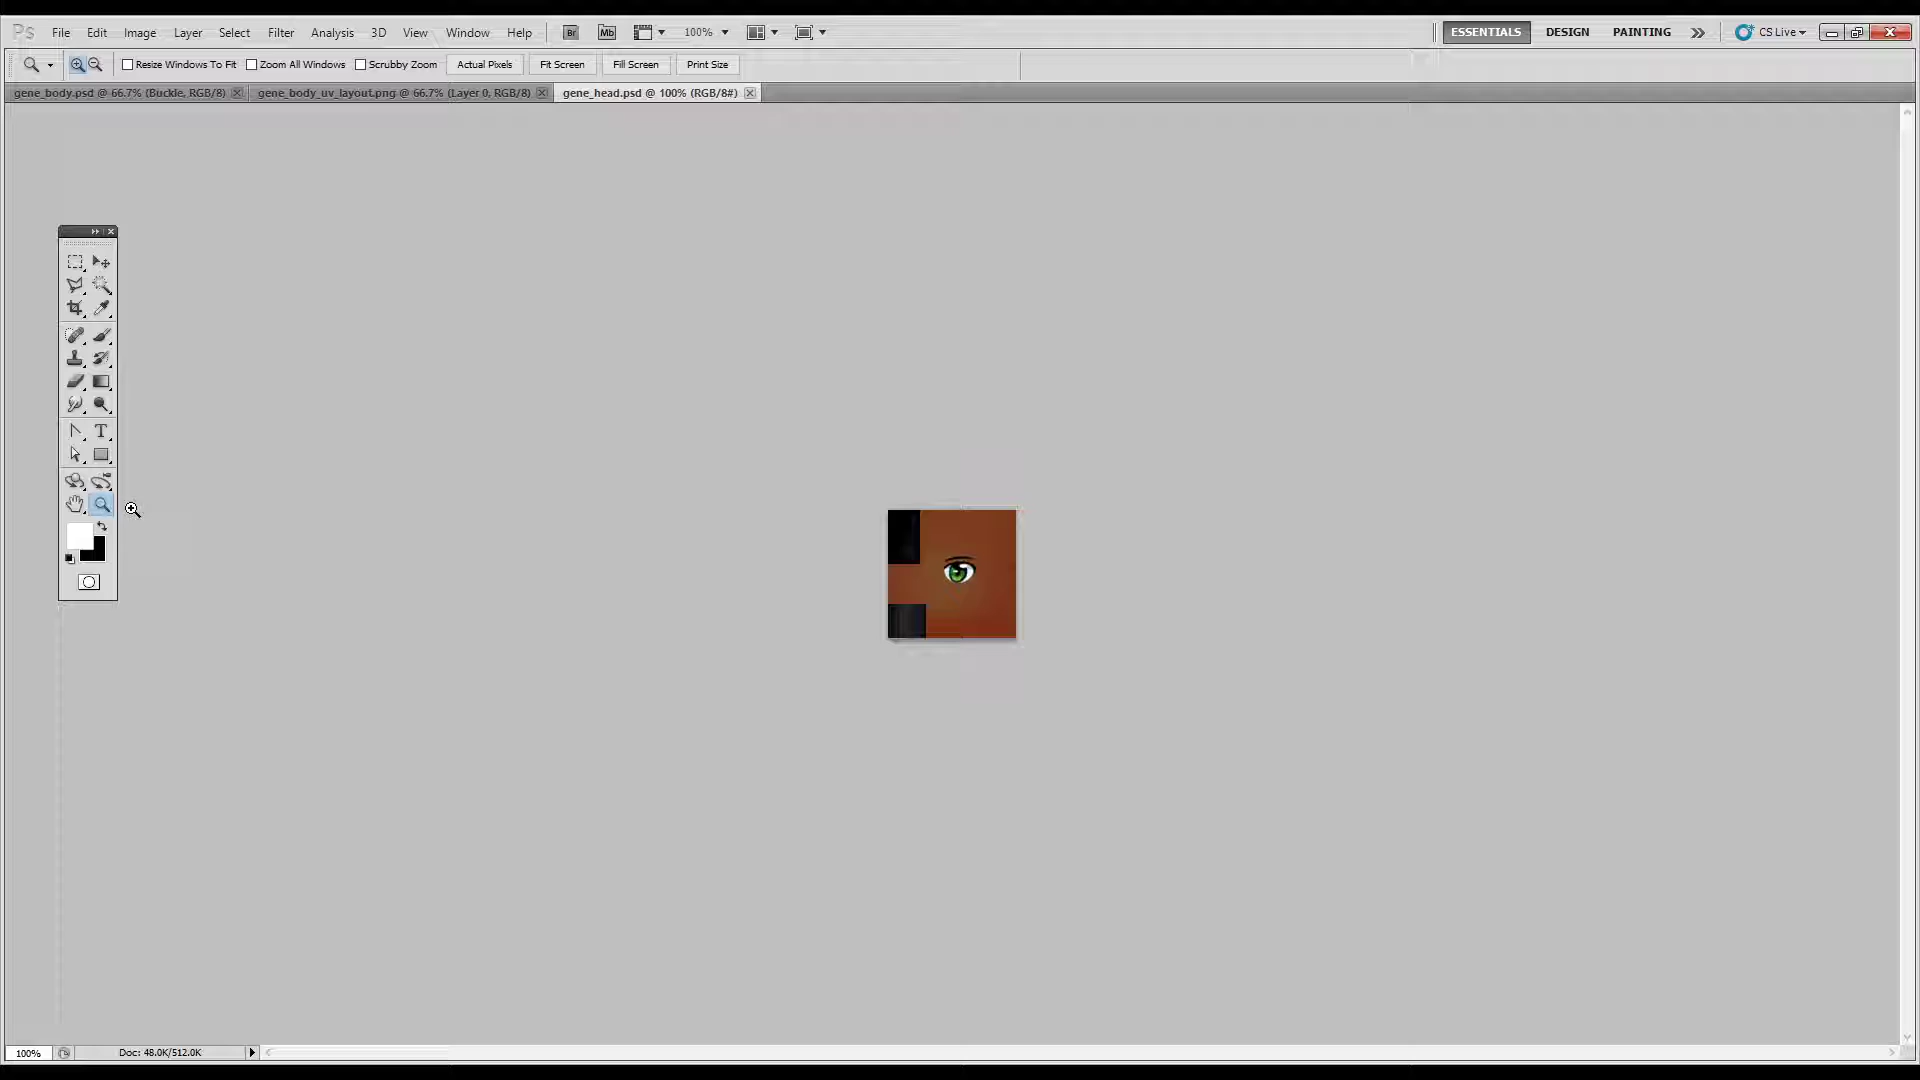 Ps File Edit Image Layer Select Filter Analysis 3D View Window Help Br Mb 100% ESSENTIALS DESIGN PAINTING CS Live
Resize Windows To Fit Zoom All Windows Scrubby Zoom Actual Pixels Fit Screen Fill Screen Print Size
gene_body.psd @ 66.7% (Buckle, RGB/8) gene_body_uv_layout.png @ 66.7% (Layer 0, RGB/8) gene_head.psd @ 100% (RGB/8#)
T
100% Doc: 48.0K/512.0K